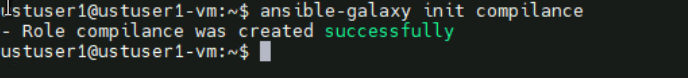 ustuser1@ustuser1-vm:~$ ansible-galaxy init compilance
- Role compilance was created successfully
ustuser1@ustuser1-vm:~$